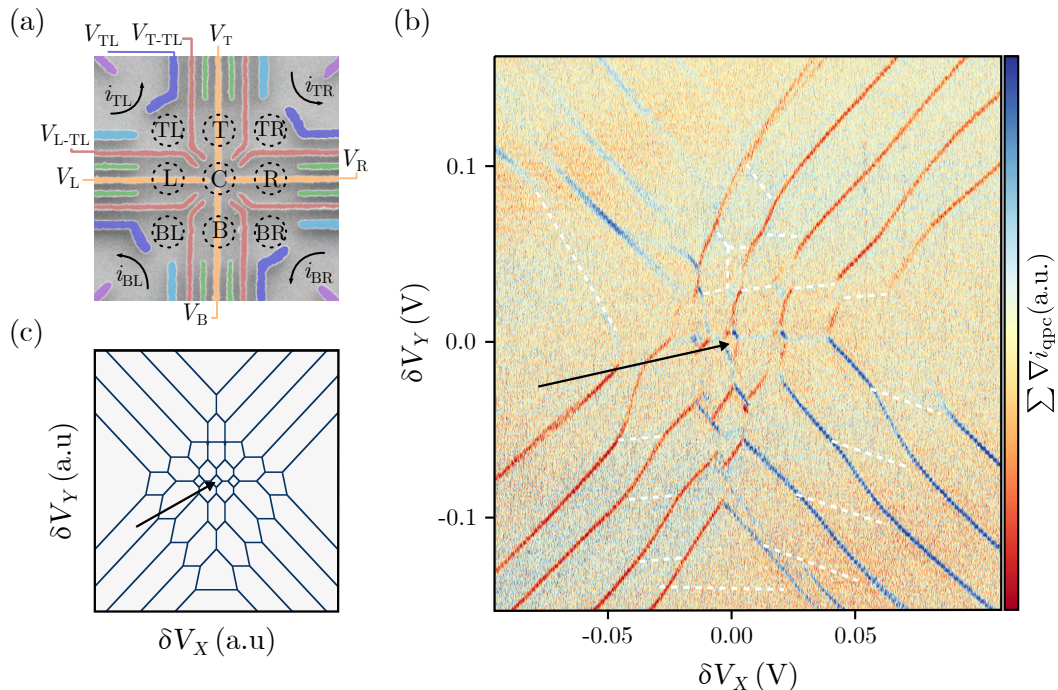 (a)
V_TL V_T-TL V_T
i_TL i_TR
TL T TR
V_L-TL
V_R
V_L
L C R
BL B BR
i_BL i_BR
V_B
(b)
0.1
0.0
-0.1
δV_Y (V)
-0.05 0.00 0.05
δV_X (V)
∑ ∇i_qpc (a.u.)
(c)
δV_Y (a.u)
δV_X (a.u)